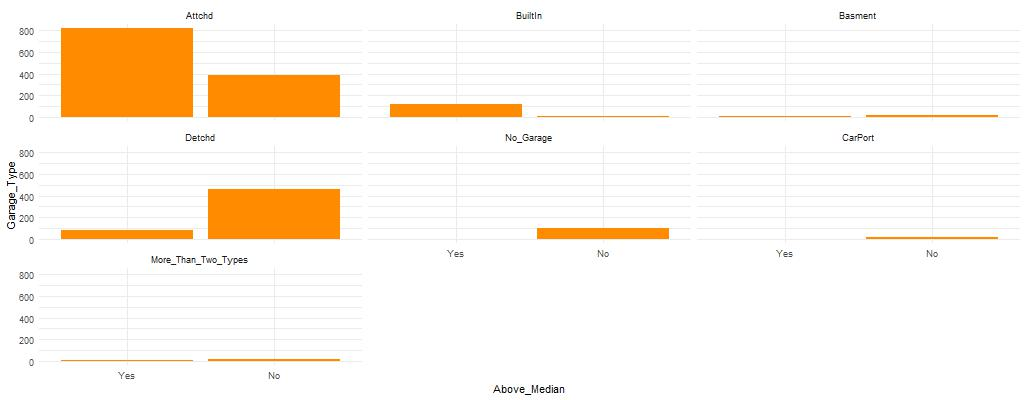 Attchd
BuiltIn
Basment
800
600
400
200
0
Detchd
No_Garage
CarPort
800
600
400
200
0
Yes
No
Yes
No
More_Than_Two_Types
800
600
400
200
0
Yes
No
Garage_Type
Above_Median